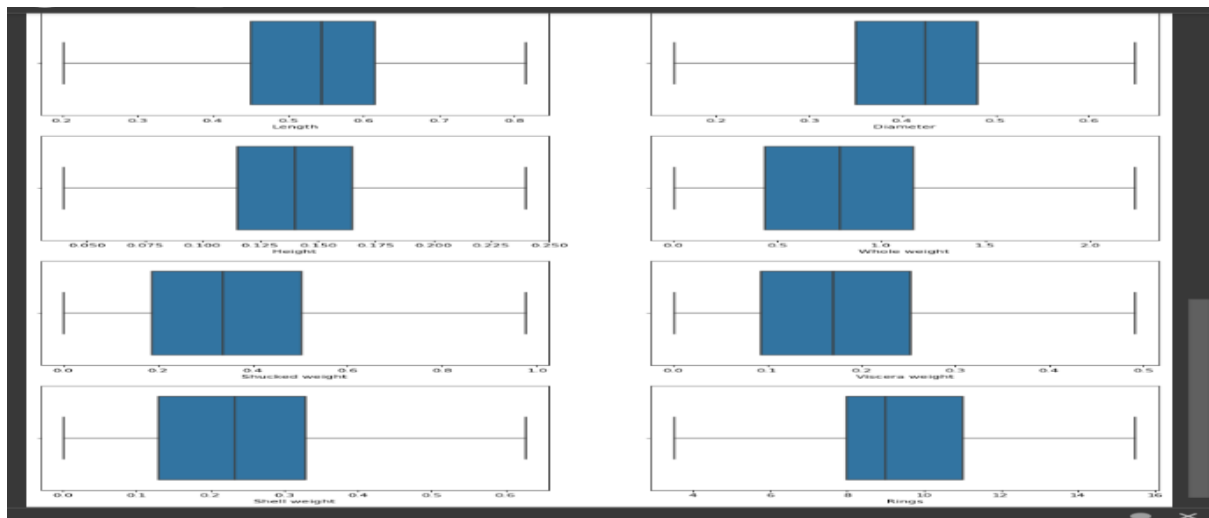 0.2 0.3 0.4 0.5 0.6 0.7 0.8
Length
0.2 0.3 0.4 0.5 0.6
Diameter
0.050 0.075 0.100 0.125 0.150 0.175 0.200 0.225 0.250
Height
0.0 0.5 1.0 1.5 2.0
Whole weight
0.0 0.2 0.4 0.6 0.8 1.0
Shucked weight
0.0 0.1 0.2 0.3 0.4 0.5
Viscera weight
0.0 0.1 0.2 0.3 0.4 0.5 0.6
Shell weight
4 6 8 10 12 14 16
Rings